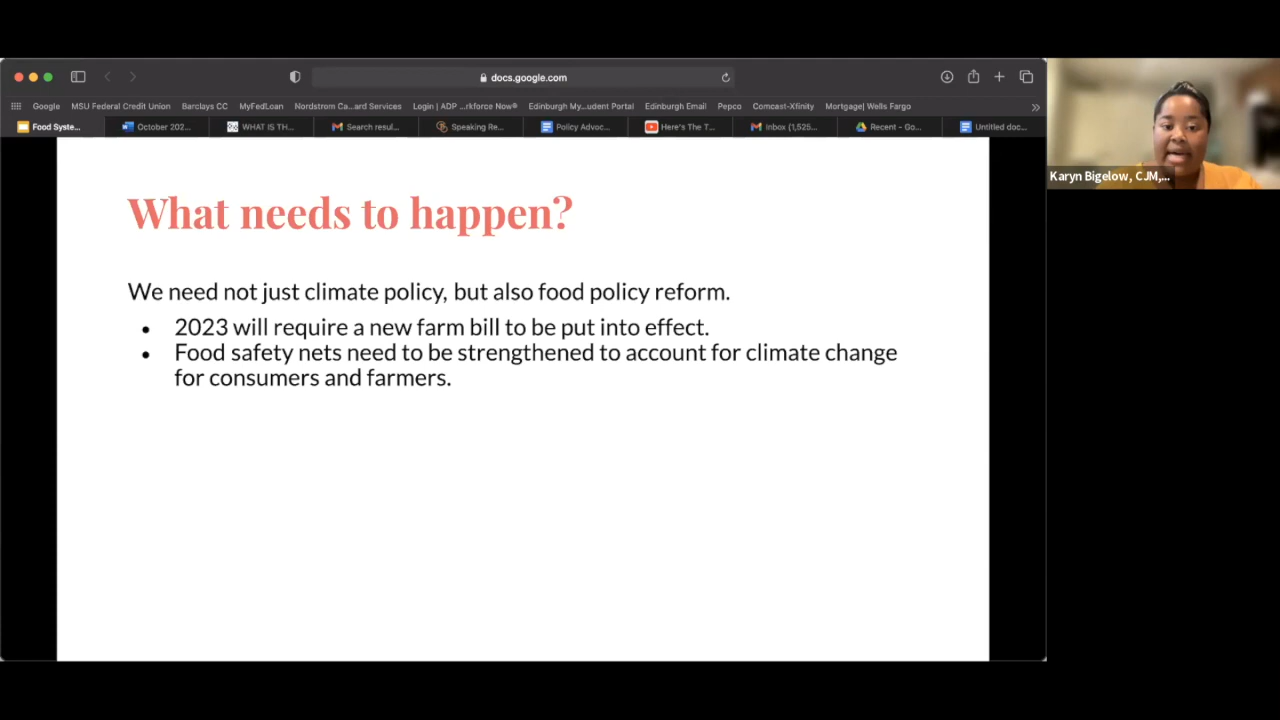 docs.google.com
Google MSU Federal Credit Union Barclays CC MyFedLoan Nordstrom Ca...ard Services Login | ADP ...rkforce Now® Edinburgh My...udent Portal Edinburgh Email Pepco Comcast-Xfinity Mortgage| Wells Fargo
Food Syste... October 202... WHAT IS TH... Search resul... Speaking Re... Policy Advoc... Here's The T... Inbox (1,525... Recent - Go... Untitled doc...
Karyn Bigelow, CJM,...
What needs to happen?
We need not just climate policy, but also food policy reform.
• 2023 will require a new farm bill to be put into effect.
• Food safety nets need to be strengthened to account for climate change
for consumers and farmers.